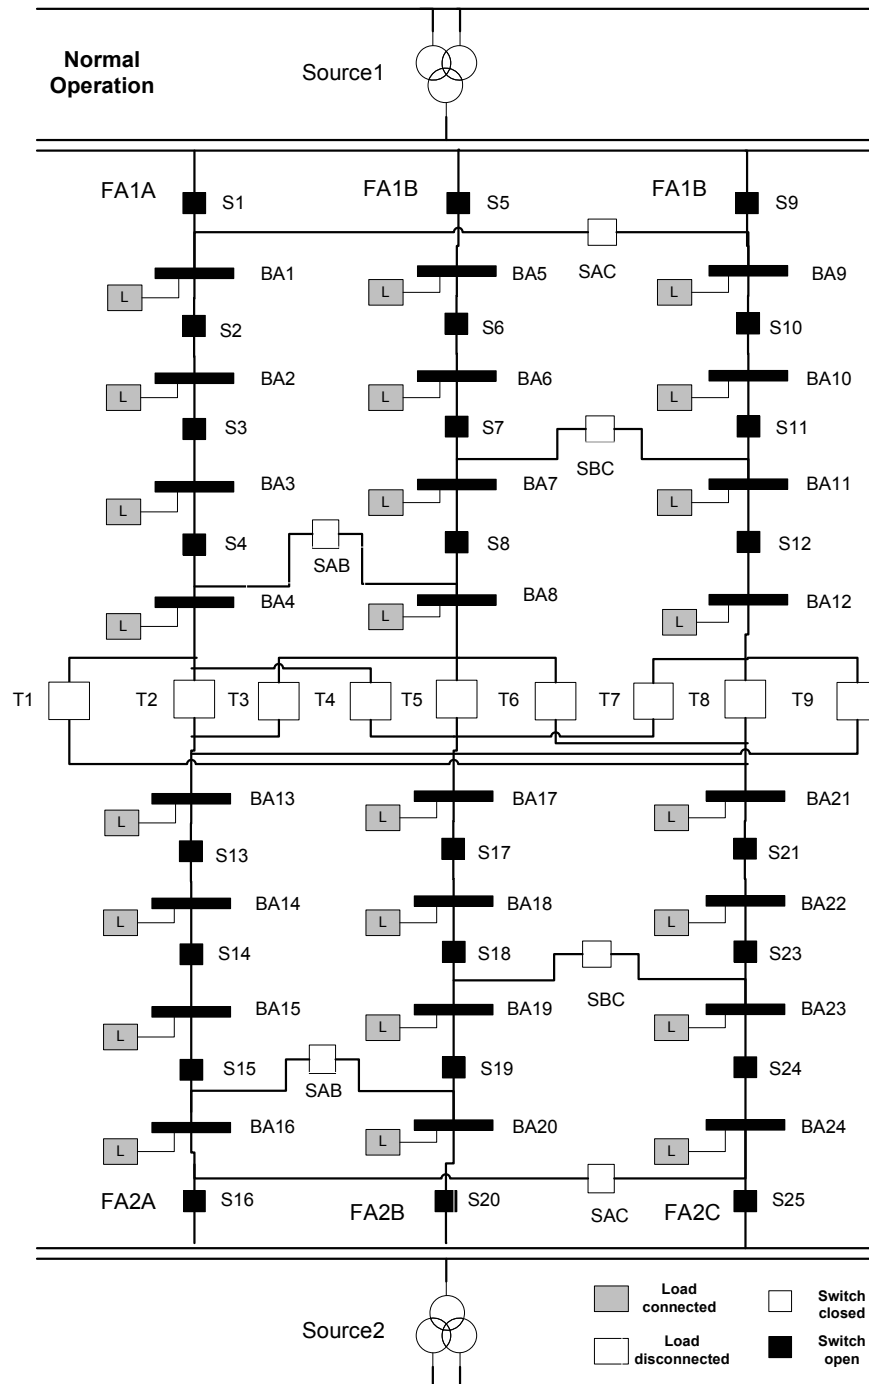 Normal
Operation
Source1
FA1A
FA1B
FA1B
S1
S5
S9
SAC
BA1
BA5
BA9
L
L
L
S2
S6
S10
BA2
BA6
BA10
L
L
L
S3
S7
S11
SBC
BA3
BA7
BA11
L
L
L
S4
SAB
S8
S12
BA4
BA8
BA12
L
L
L
T1
T2
T3
T4
T5
T6
T7
T8
T9
BA13
BA17
BA21
L
L
L
S13
S17
S21
BA14
BA18
BA22
L
L
L
S14
S18
S23
SBC
BA15
BA19
BA23
L
L
L
S15
SAB
S19
S24
BA16
BA20
BA24
L
L
L
FA2A
S16
FA2B
S20
SAC
FA2C
S25
Source2
Load
connected
Switch
closed
Load
disconnected
Switch
open